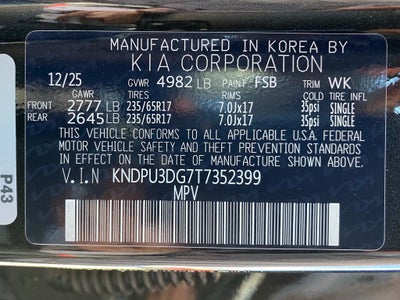 MANUFACTURED IN KOREA BY
KIA CORPORATION
12/25 GVWR 4982 LB PAINT FSB TRIM WK
GAWR TIRES RIMS COLD TIRE INFL
FRONT 2777 LB 235/65R17 7.0Jx17 35psi SINGLE
REAR 2645 LB 235/65R17 7.0Jx17 35psi SINGLE
THIS VEHICLE CONFORMS TO ALL APPLICABLE U.S.A. FEDERAL
MOTOR VEHICLE SAFETY STANDARDS IN EFFECT ON
THE DATE OF MANUFACTURE SHOWN ABOVE.
V.I.N KNDPU3DG7T7352399
MPV
P43